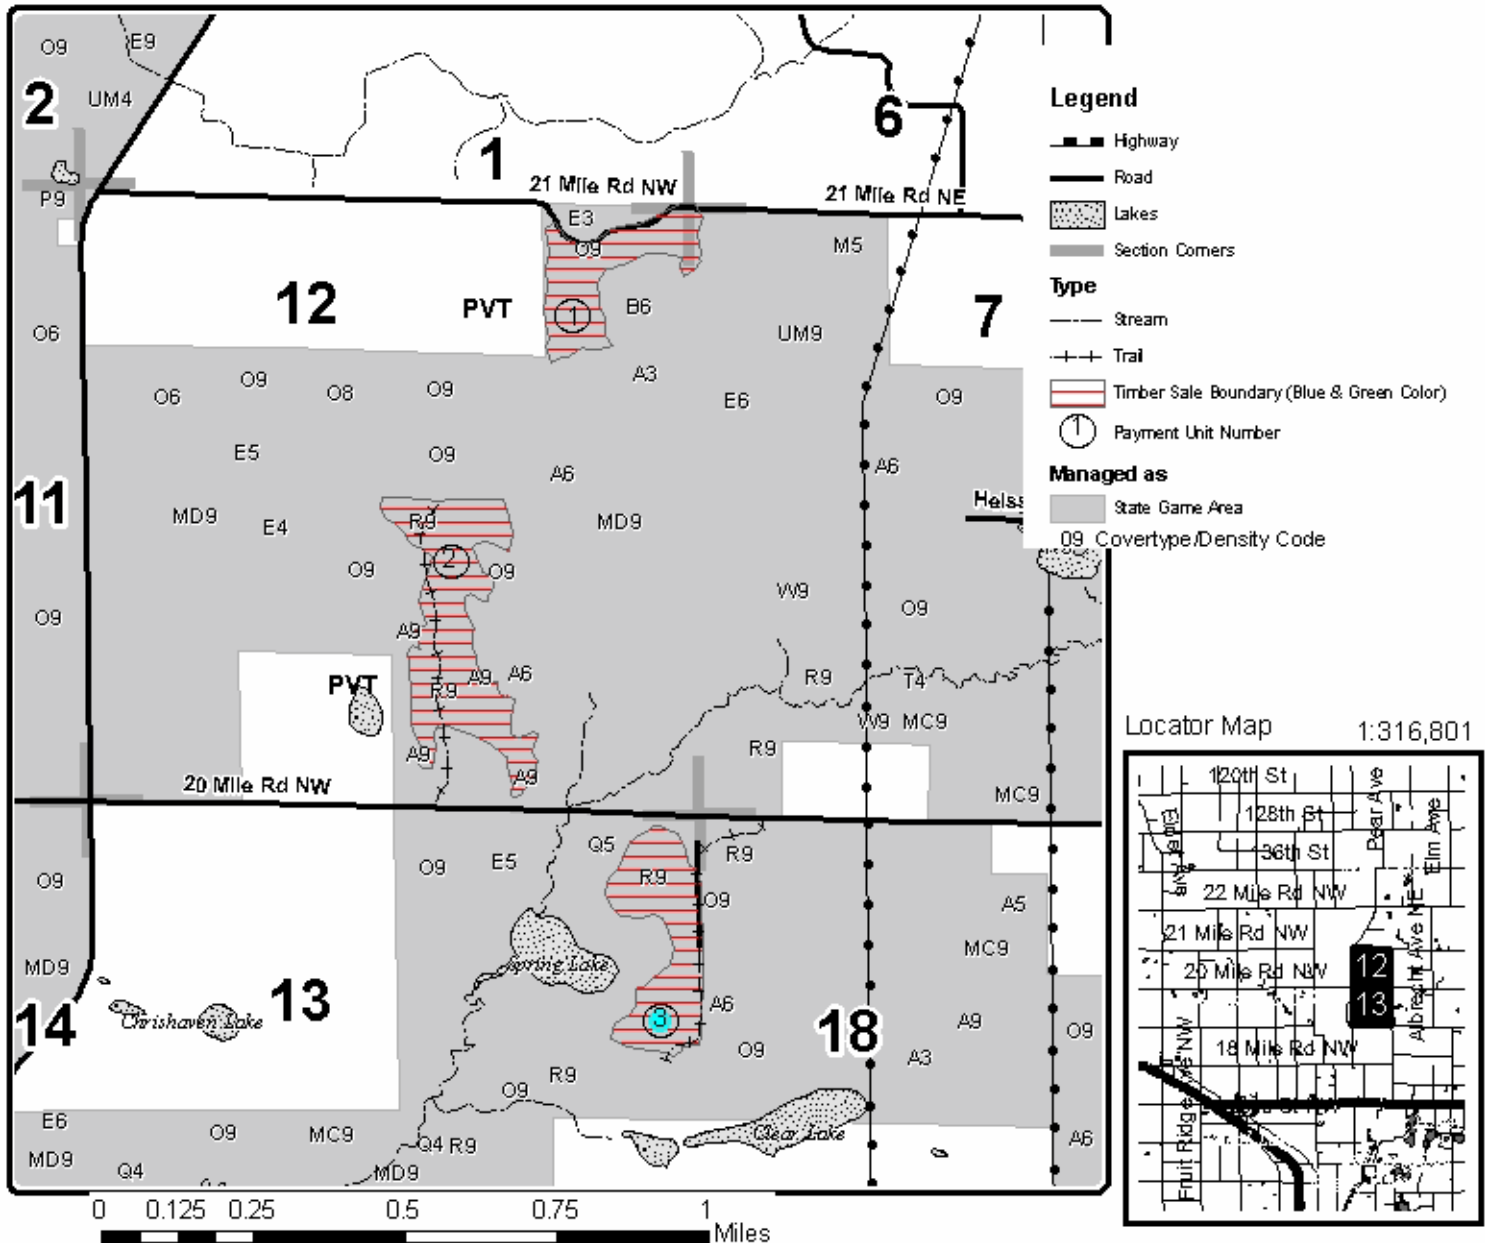 O9
E9
2
UM4
6
1
P9
21 Mile Rd NW
21 Mile Rd NE
E3
O9
M5
12
PVT
1
B6
7
O6
UM9
A3
O9
O8
O9
O6
E6
O9
E5
O9
A6
A6
11
MD9
E4
R9
MD9
2
O9
O9
W9
O9
O9
A9
A9
A6
R9
T4
PVT
R9
W9
MC9
A9
R9
A9
MC9
20 Mile Rd NW
O9
E5
Q5
R9
O9
R9
O9
A5
MC9
MD9
Spring Lake
13
A6
14
Chrishaven Lake
3
18
A9
O9
O9
A3
R9
O9
E6
O9
MC9
Q4
R9
Clear Lake
A6
MD9
Q4
MD9
0 0.125 0.25 0.5 0.75 1
Miles
Legend
Highway
Road
Lakes
Section Corners
Type
Stream
Trail
Timber Sale Boundary (Blue & Green Color)
1
Payment Unit Number
Managed as
State Game Area
09 Covertype/Density Code
Locator Map 1:316,801
120th St
128th St
36th St
22 Mile Rd NW
21 Mile Rd NW
20 Mile Rd NW
12
13
18 Mile Rd NW
Pear Ave
Elm Ave
Albrecht Ave NE